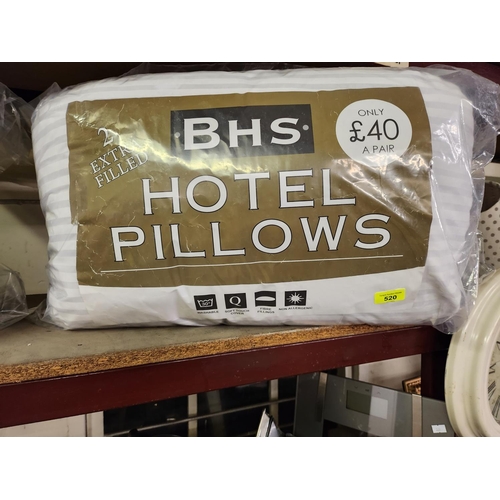 2
EXTRA
FILLED
BHS
ONLY
£40
A PAIR
HOTEL
PILLOWS
Q
520